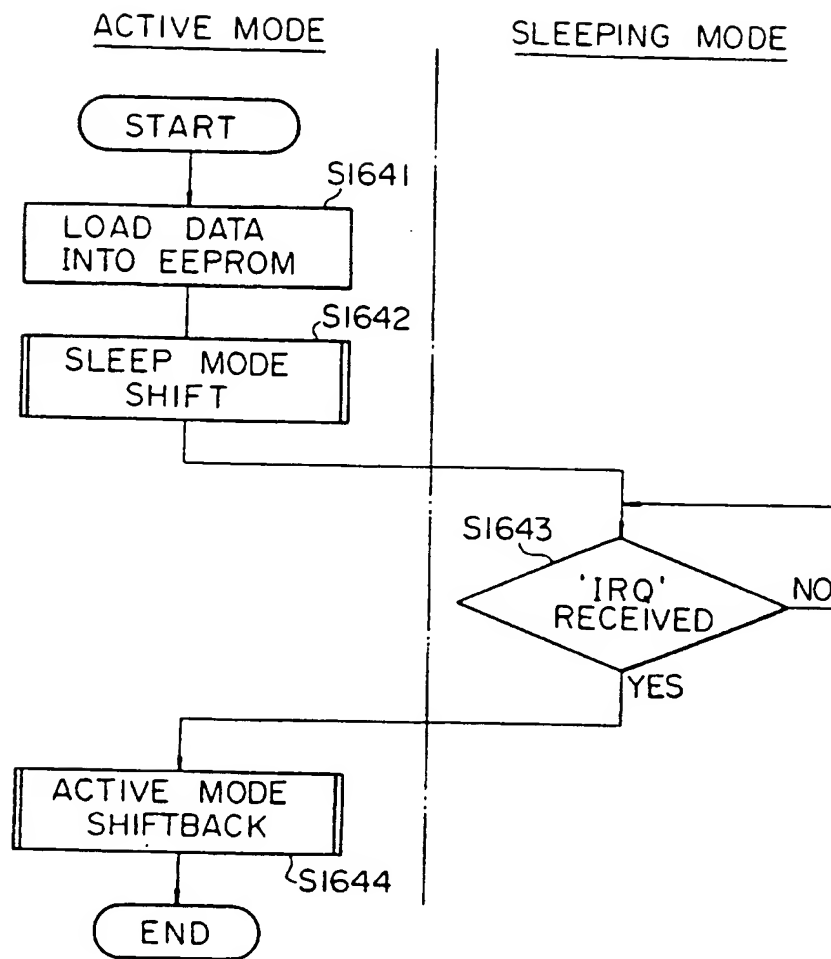 ACTIVE MODE
SLEEPING MODE
START
S1641
LOAD DATA
INTO EEPROM
S1642
SLEEP MODE
SHIFT
S1643
'IRQ'
RECEIVED
NO
YES
ACTIVE MODE
SHIFTBACK
S1644
END